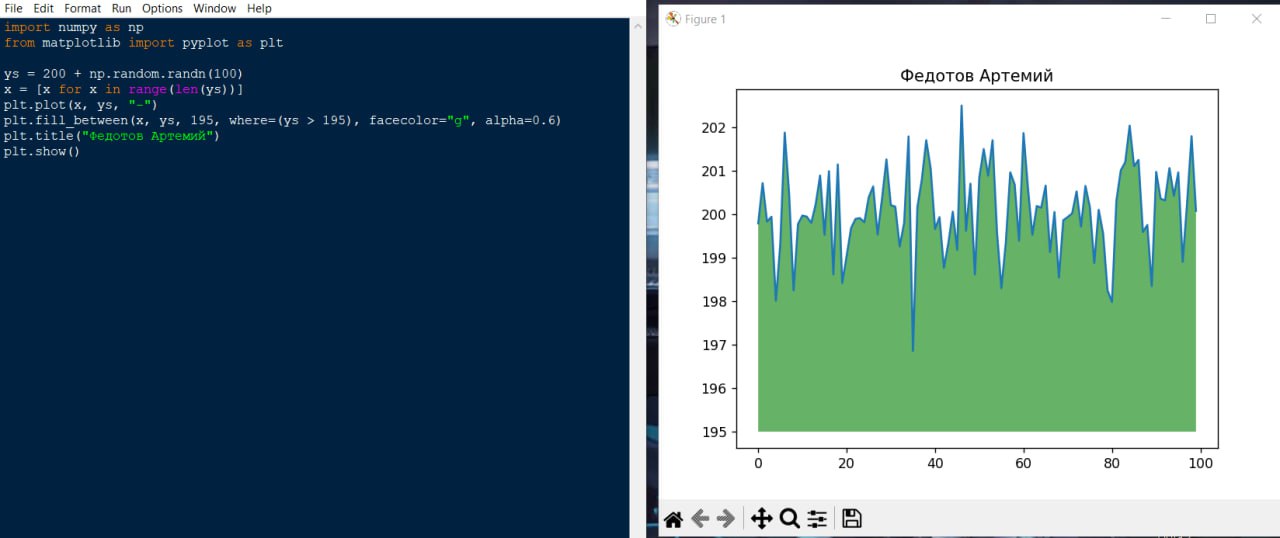 File Edit Format Run Options Window Help
import numpy as np
from matplotlib import pyplot as plt
ys = 200 + np.random.randn(100)
x = [x for x in range(len(ys))]
plt.plot(x, ys, "-")
plt.fill_between(x, ys, 195, where=(ys > 195), facecolor="g", alpha=0.6)
plt.title("Федотов Артемий")
plt.show()
Figure 1
Федотов Артемий
202
201
200
199
198
197
196
195
0 20 40 60 80 100